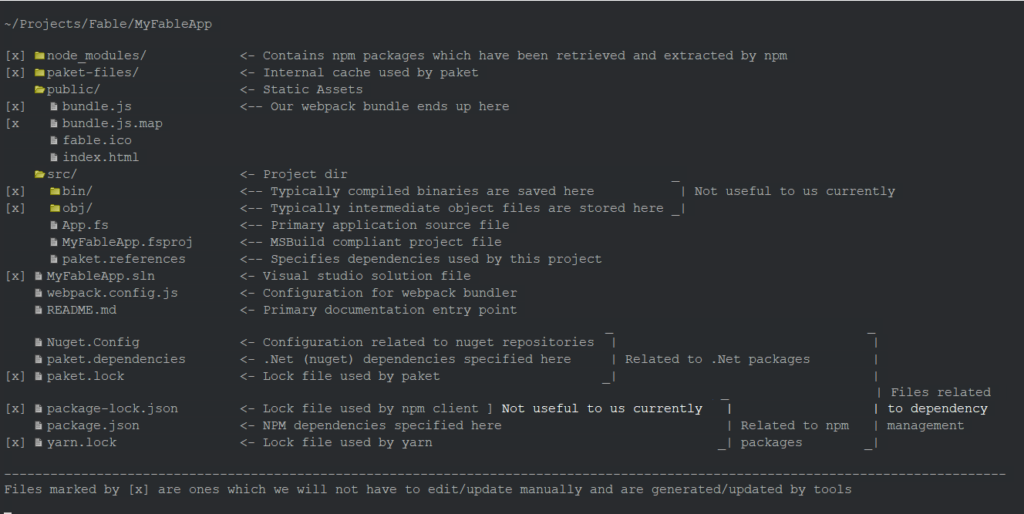 ~/Projects/Fable/MyFableApp
[x] node_modules/ <- Contains npm packages which have been retrieved and extracted by npm
[x] paket-files/ <- Internal cache used by paket
public/ <- Static Assets
[x] bundle.js <-- Our webpack bundle ends up here
[x bundle.js.map
fable.ico
index.html
src/ <- Project dir _
[x] bin/ <-- Typically compiled binaries are saved here | Not useful to us currently
[x] obj/ <-- Typically intermediate object files are stored here _|
App.fs <-- Primary application source file
MyFableApp.fsproj <-- MSBuild compliant project file
paket.references <-- Specifies dependencies used by this project
[x] MyFableApp.sln <- Visual studio solution file
webpack.config.js <- Configuration for webpack bundler
README.md <- Primary documentation entry point
_ _
Nuget.Config <- Configuration related to nuget repositories | |
paket.dependencies <- .Net (nuget) dependencies specified here | Related to .Net packages |
[x] paket.lock <- Lock file used by paket _| |
_ | Files related
[x] package-lock.json <- Lock file used by npm client ] Not useful to us currently | | to dependency
package.json <- NPM dependencies specified here | Related to npm | management
[x] yarn.lock <- Lock file used by yarn _| packages _|
----------------------------------------------------------------------------------------------------------------------------------
Files marked by [x] are ones which we will not have to edit/update manually and are generated/updated by tools